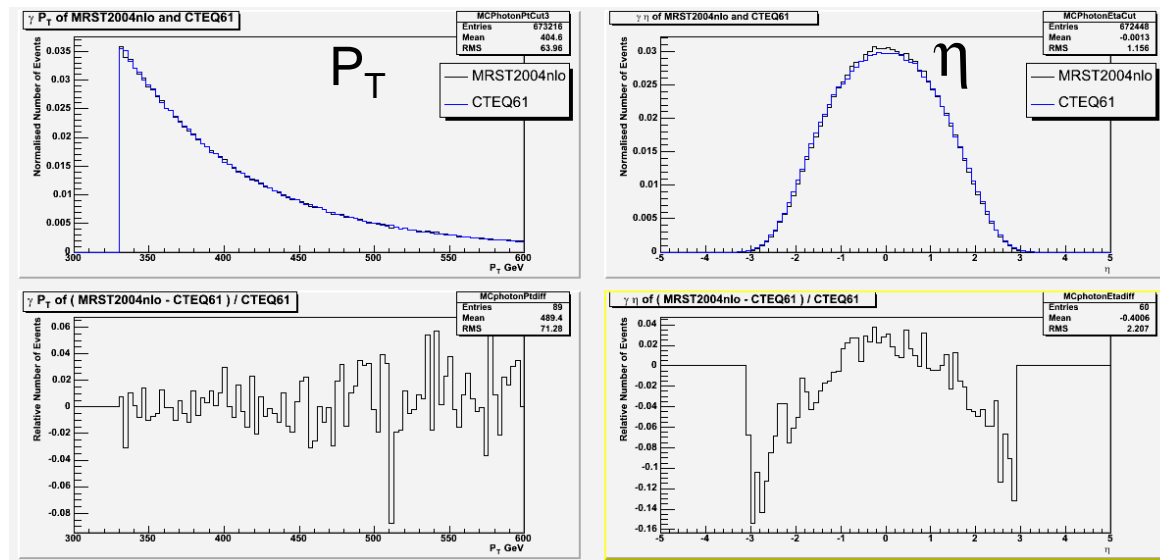 γ P_T of MRST2004nlo and CTEQ61
MCPhotonPtCut3
Entries 673216
Mean 404.6
RMS 63.96
P_T
MRST2004nlo
CTEQ61
Normalised Number of Events
0.035
0.03
0.025
0.02
0.015
0.01
0.005
0
300 350 400 450 500 550 600
P_T GeV
γ η of MRST2004nlo and CTEQ61
MCPhotonEtaCut
Entries 672448
Mean -0.0013
RMS 1.156
η
MRST2004nlo
CTEQ61
Normalised Number of Events
0.03
0.025
0.02
0.015
0.01
0.005
0
-5 -4 -3 -2 -1 0 1 2 3 4 5
η
γ P_T of ( MRST2004nlo - CTEQ61 ) / CTEQ61
MCphotonPtdiff
Entries 89
Mean 489.4
RMS 71.28
Relative Number of Events
0.06
0.04
0.02
0
-0.02
-0.04
-0.06
-0.08
300 350 400 450 500 550 600
P_T GeV
γ η of ( MRST2004nlo - CTEQ61 ) / CTEQ61
MCphotonEtadiff
Entries 60
Mean -0.4006
RMS 2.207
Relative Number of Events
0.04
0.02
0
-0.02
-0.04
-0.06
-0.08
-0.1
-0.12
-0.14
-0.16
-5 -4 -3 -2 -1 0 1 2 3 4 5
η